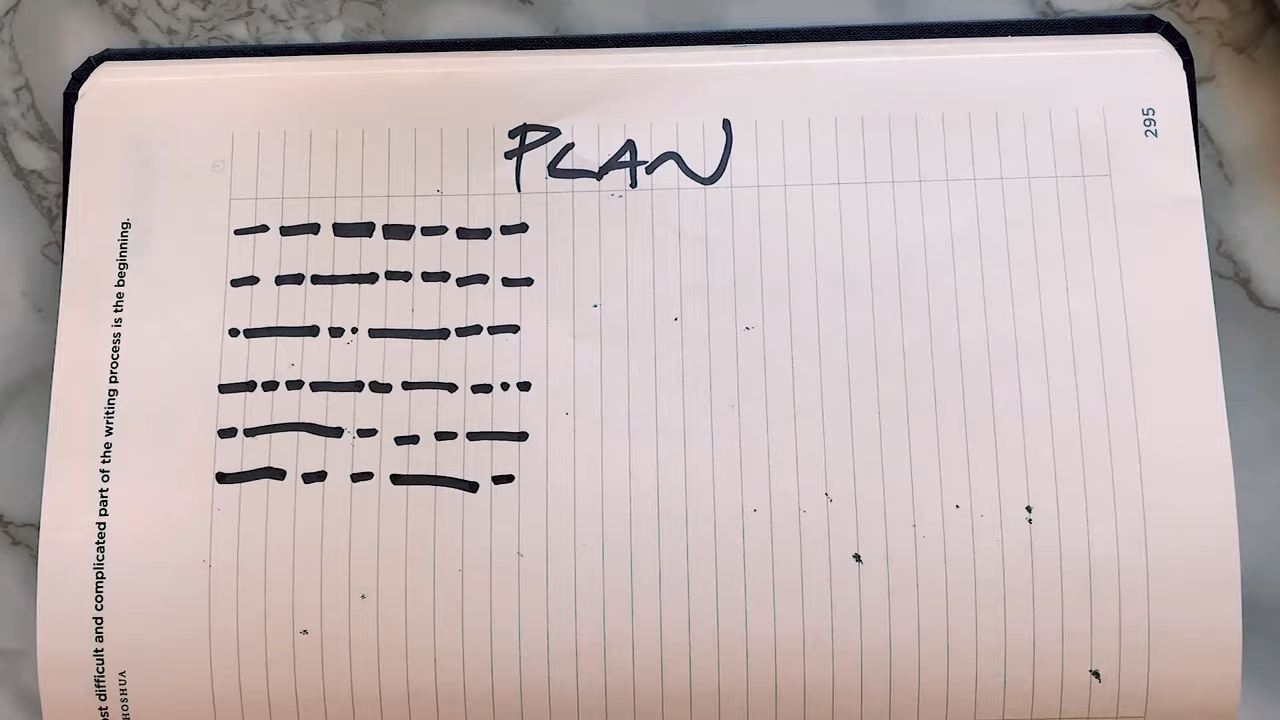 PLAN
295
ost difficult and complicated part of the writing process is the beginning.
HOSHUA